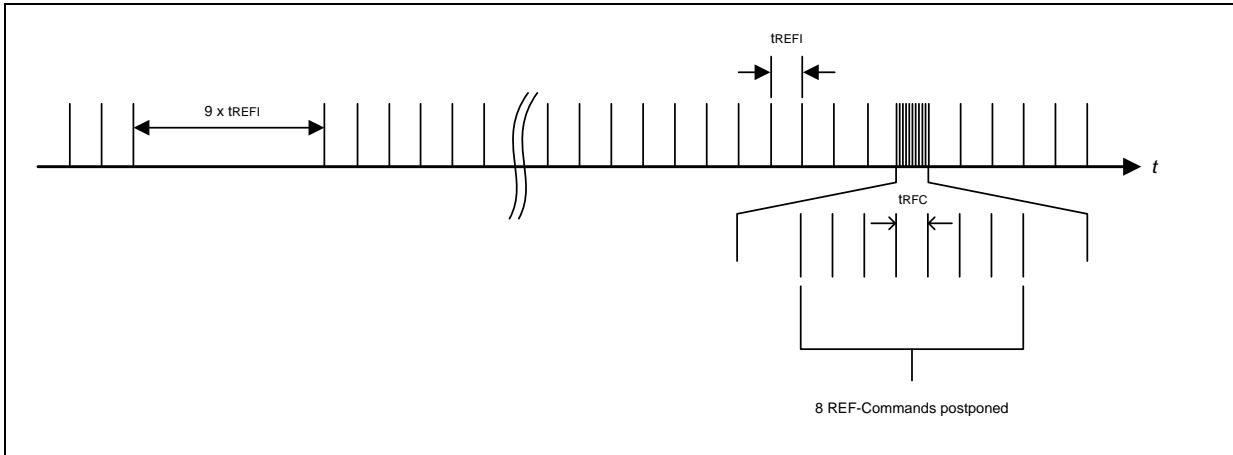 tREFI
9 x tREFI
t
tRFC
8 REF-Commands postponed